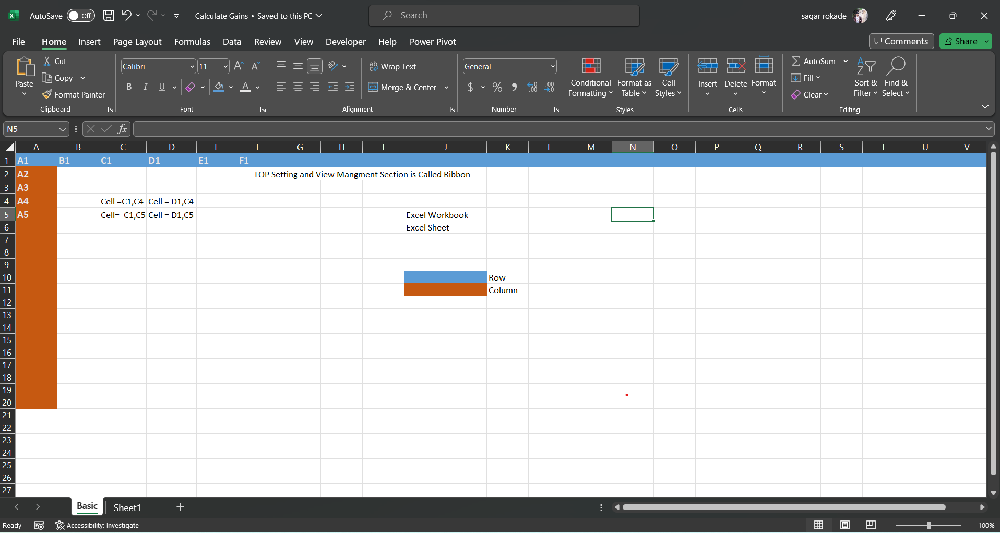 AutoSave Off Calculate Gains • Saved to this PC Search sagar rokade
File Home Insert Page Layout Formulas Data Review View Developer Help Power Pivot Comments Share
Paste
Cut
Copy
Format Painter
Clipboard
Calibri 11
B I U A
Font
Wrap Text
Merge & Center
Alignment
General
$ %
Number
Conditional Formatting
Format as Table
Cell Styles
Styles
Insert Delete Format
Cells
AutoSum
Fill
Clear
Sort & Filter
Find & Select
Editing
N5 fx
A B C D E F G H I J K L M N O P Q R S T U V
1 A1 B1 C1 D1 E1 F1
2 A2 TOP Setting and View Mangment Section is Called Ribbon
3 A3
4 A4 Cell =C1,C4 Cell = D1,C4
5 A5 Cell=  C1,C5 Cell = D1,C5 Excel Workbook
6 Excel Sheet
7
8
9
10 Row
11 Column
12
13
14
15
16
17
18
19
20
21
22
23
24
25
26
27
Basic Sheet1
Ready Accessibility: Investigate 100%